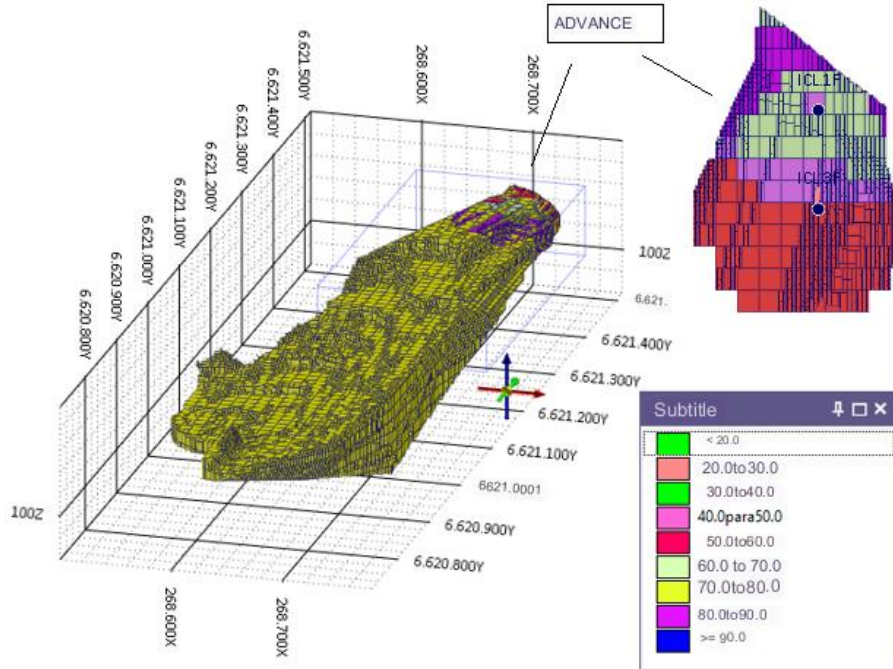 ADVANCE
6.621.500Y
6.621.400Y
6.621.300Y
6.621.200Y
6.621.100Y
6.621.000Y
6.620.900Y
6.620.800Y
268.600X
268.700X
100Z
6.621.
6.621.400Y
6.621.300Y
6.621.200Y
6.621.100Y
6621.0001
6.620.900Y
6.620.800Y
100Z
268.600X
268.700X
ICL1F
ICL3F
Subtitle
< 20.0
20.0to30.0
30.0to40.0
40.0para50.0
50.0to60.0
60.0 to 70.0
70.0to80.0
80.0to90.0
>= 90.0